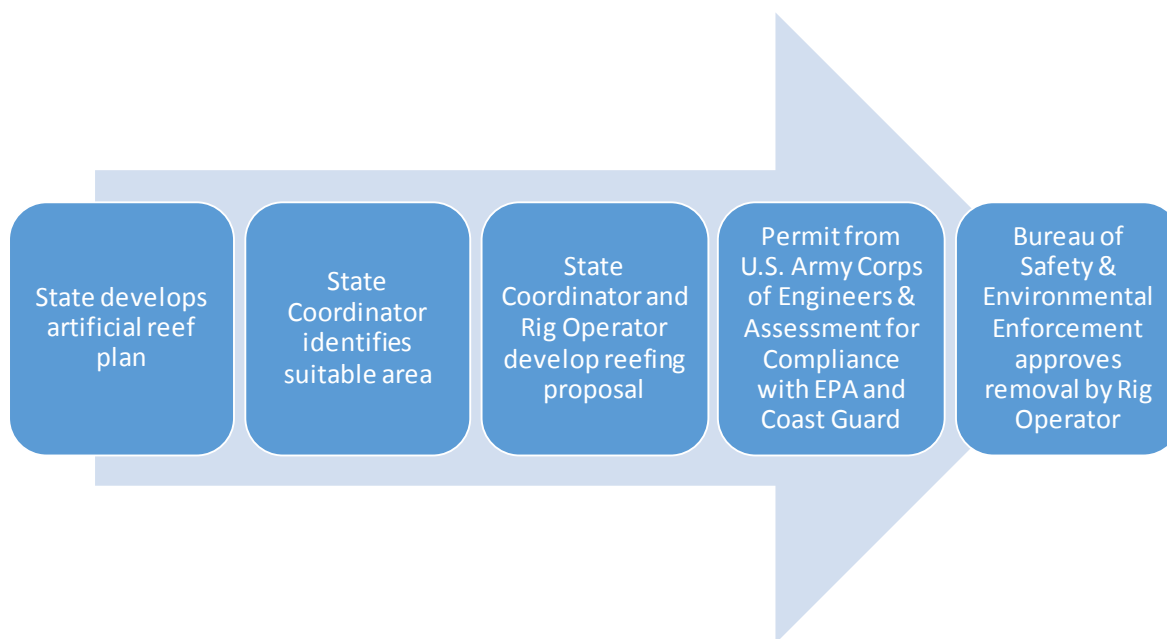 State develops
artificial reef
plan
State
Coordinator
identifies
suitable area
State
Coordinator and
Rig Operator
develop reefing
proposal
Permit from
U.S. Army Corps
of Engineers &
Assessment for
Compliance
with EPA and
Coast Guard
Bureau of
Safety &
Environmental
Enforcement
approves
removal by Rig
Operator